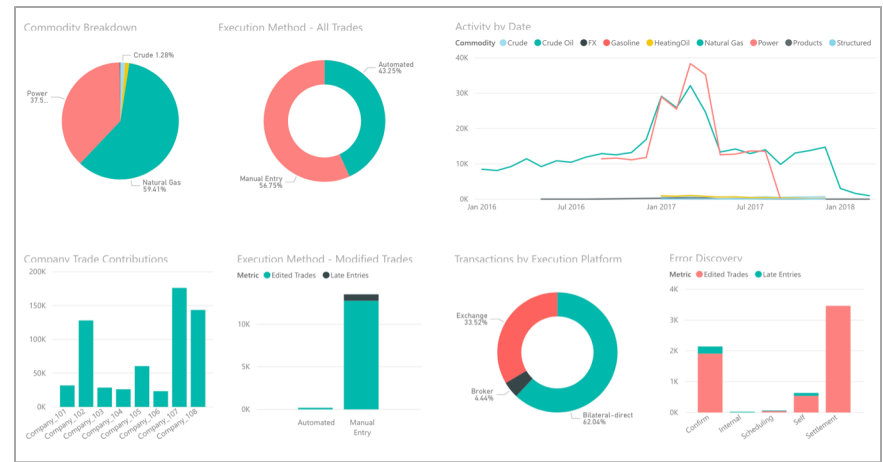 Commodity Breakdown
Crude 1.28%
Power
37.5...
Natural Gas
59.41%
Execution Method - All Trades
Automated
43.25%
Manual Entry
56.75%
Activity by Date
Commodity Crude Crude Oil FX Gasoline HeatingOil Natural Gas Power Products Structured
40K
30K
20K
10K
0K
Jan 2016 Jul 2016 Jan 2017 Jul 2017 Jan 2018
Company Trade Contributions
200K
150K
100K
50K
0K
Company_101 Company_102 Company_103 Company_104 Company_105 Company_106 Company_107 Company_108
Execution Method - Modified Trades
Metric Edited Trades Late Entries
10K
5K
0K
Automated Manual
Entry
Transactions by Execution Platform
Exchange
33.52%
Broker
4.44%
Bilateral-direct
62.04%
Error Discovery
Metric Edited Trades Late Entries
4K
3K
2K
1K
0K
Confirm Internal Scheduling Self Settlement